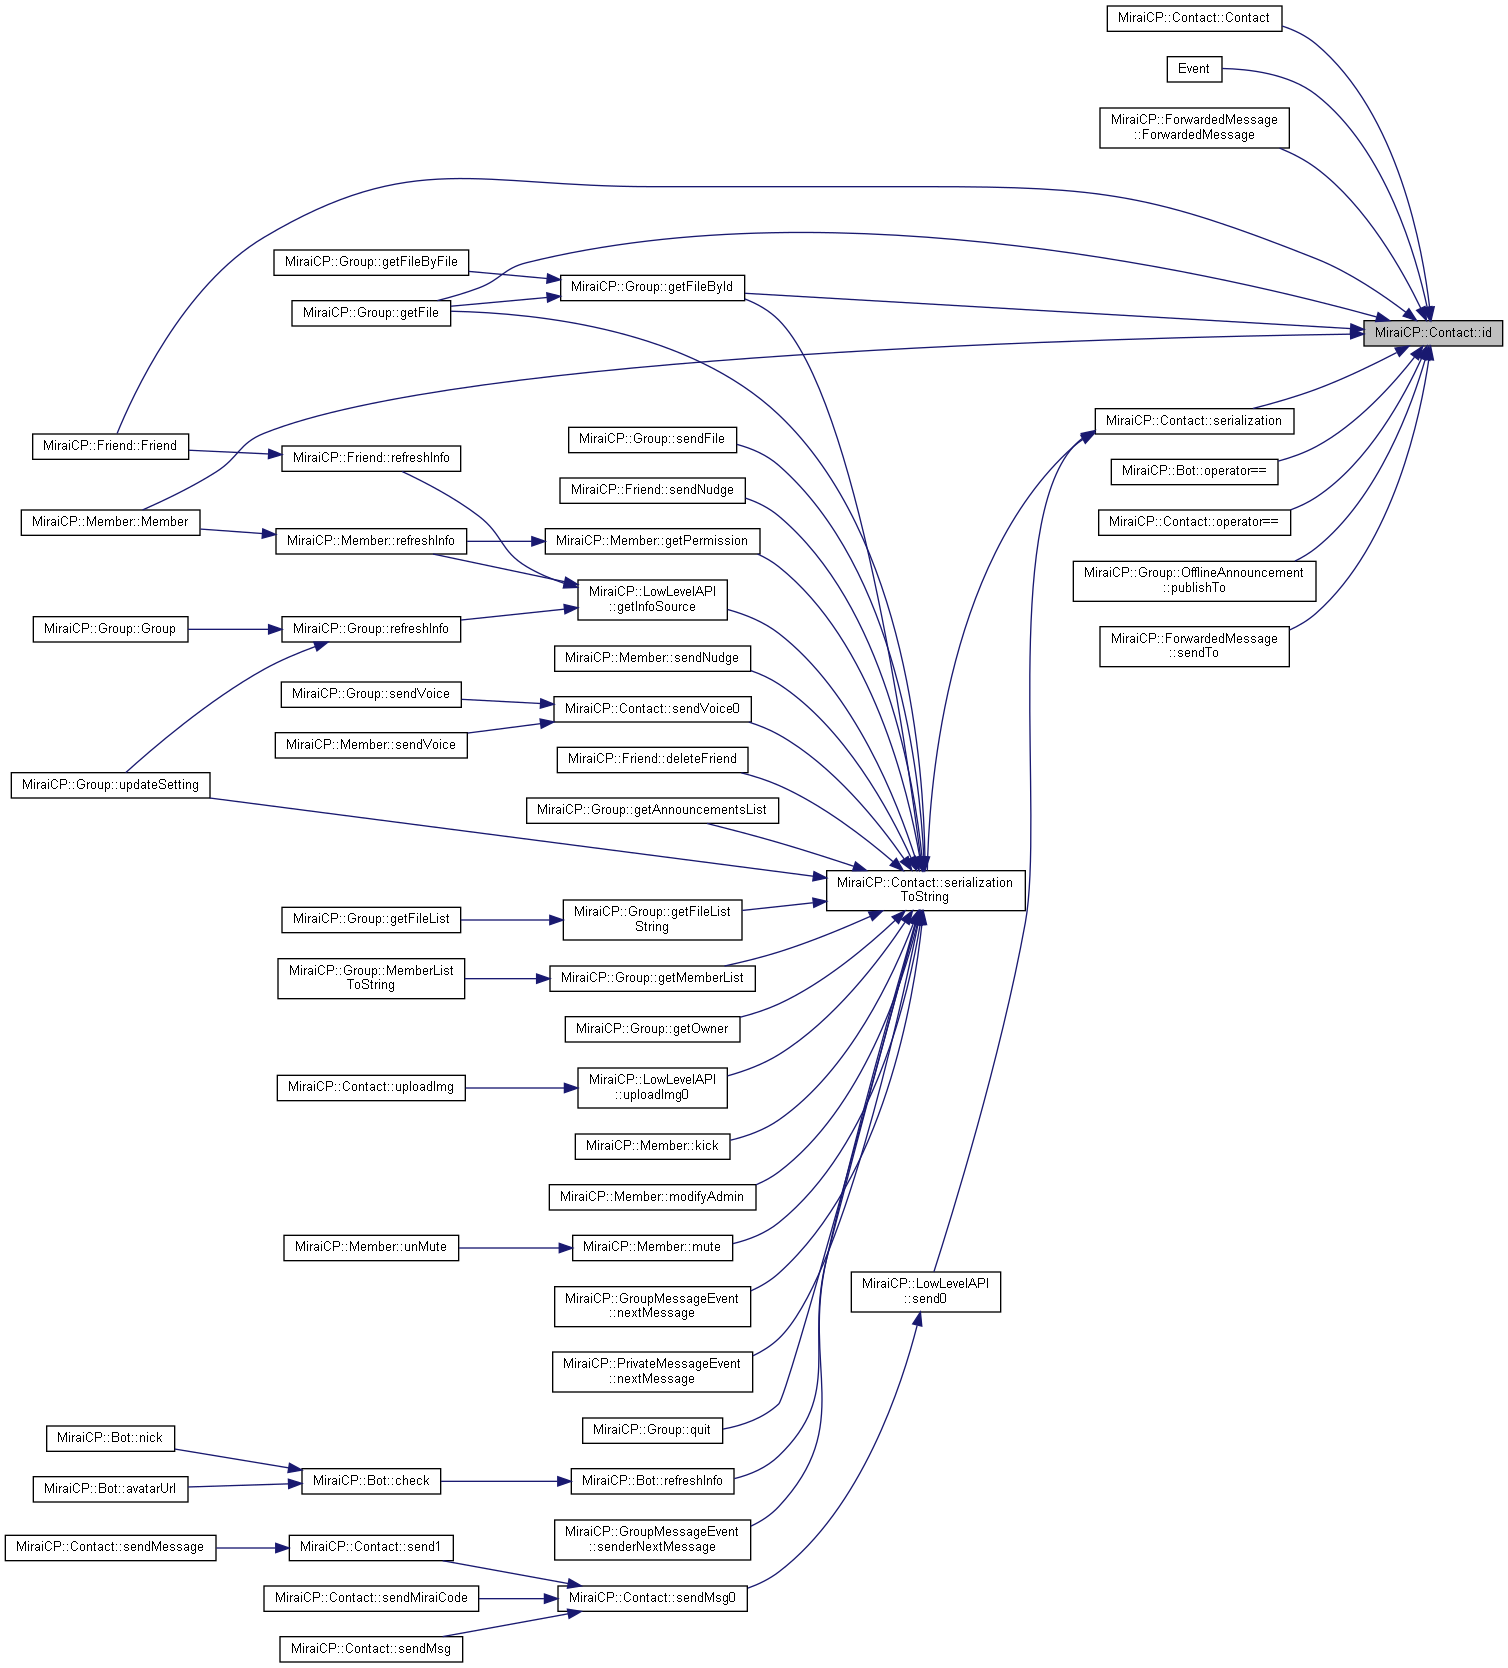 MiraiCP::Contact::Contact
Event
MiraiCP::ForwardedMessage
::ForwardedMessage
MiraiCP::Group::getFileByFile
MiraiCP::Group::getFileById
MiraiCP::Group::getFile
MiraiCP::Contact::id
MiraiCP::Contact::serialization
MiraiCP::Group::sendFile
MiraiCP::Friend::Friend
MiraiCP::Friend::refreshInfo
MiraiCP::Bot::operator==
MiraiCP::Friend::sendNudge
MiraiCP::Member::Member
MiraiCP::Contact::operator==
MiraiCP::Member::refreshInfo
MiraiCP::Member::getPermission
MiraiCP::Group::OfflineAnnouncement
::publishTo
MiraiCP::LowLevelAPI
::getInfoSource
MiraiCP::Group::Group
MiraiCP::Group::refreshInfo
MiraiCP::ForwardedMessage
::sendTo
MiraiCP::Member::sendNudge
MiraiCP::Group::sendVoice
MiraiCP::Contact::sendVoice0
MiraiCP::Member::sendVoice
MiraiCP::Friend::deleteFriend
MiraiCP::Group::updateSetting
MiraiCP::Group::getAnnouncementsList
MiraiCP::Contact::serialization
ToString
MiraiCP::Group::getFileList
MiraiCP::Group::getFileList
String
MiraiCP::Group::MemberList
ToString
MiraiCP::Group::getMemberList
MiraiCP::Group::getOwner
MiraiCP::Contact::uploadImg
MiraiCP::LowLevelAPI
::uploadImg0
MiraiCP::Member::kick
MiraiCP::Member::modifyAdmin
MiraiCP::Member::unMute
MiraiCP::Member::mute
MiraiCP::GroupMessageEvent
::nextMessage
MiraiCP::LowLevelAPI
::send0
MiraiCP::PrivateMessageEvent
::nextMessage
MiraiCP::Group::quit
MiraiCP::Bot::nick
MiraiCP::Bot::check
MiraiCP::Bot::refreshInfo
MiraiCP::Bot::avatarUrl
MiraiCP::GroupMessageEvent
::senderNextMessage
MiraiCP::Contact::sendMessage
MiraiCP::Contact::send1
MiraiCP::Contact::sendMiraiCode
MiraiCP::Contact::sendMsg0
MiraiCP::Contact::sendMsg